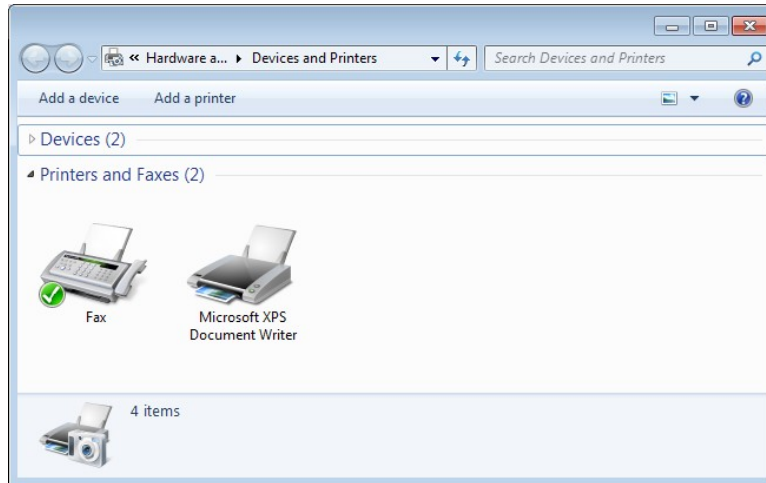 « Hardware a... ▸ Devices and Printers
Search Devices and Printers
Add a device Add a printer
Devices (2)
Printers and Faxes (2)
Fax
Microsoft XPS
Document Writer
4 items